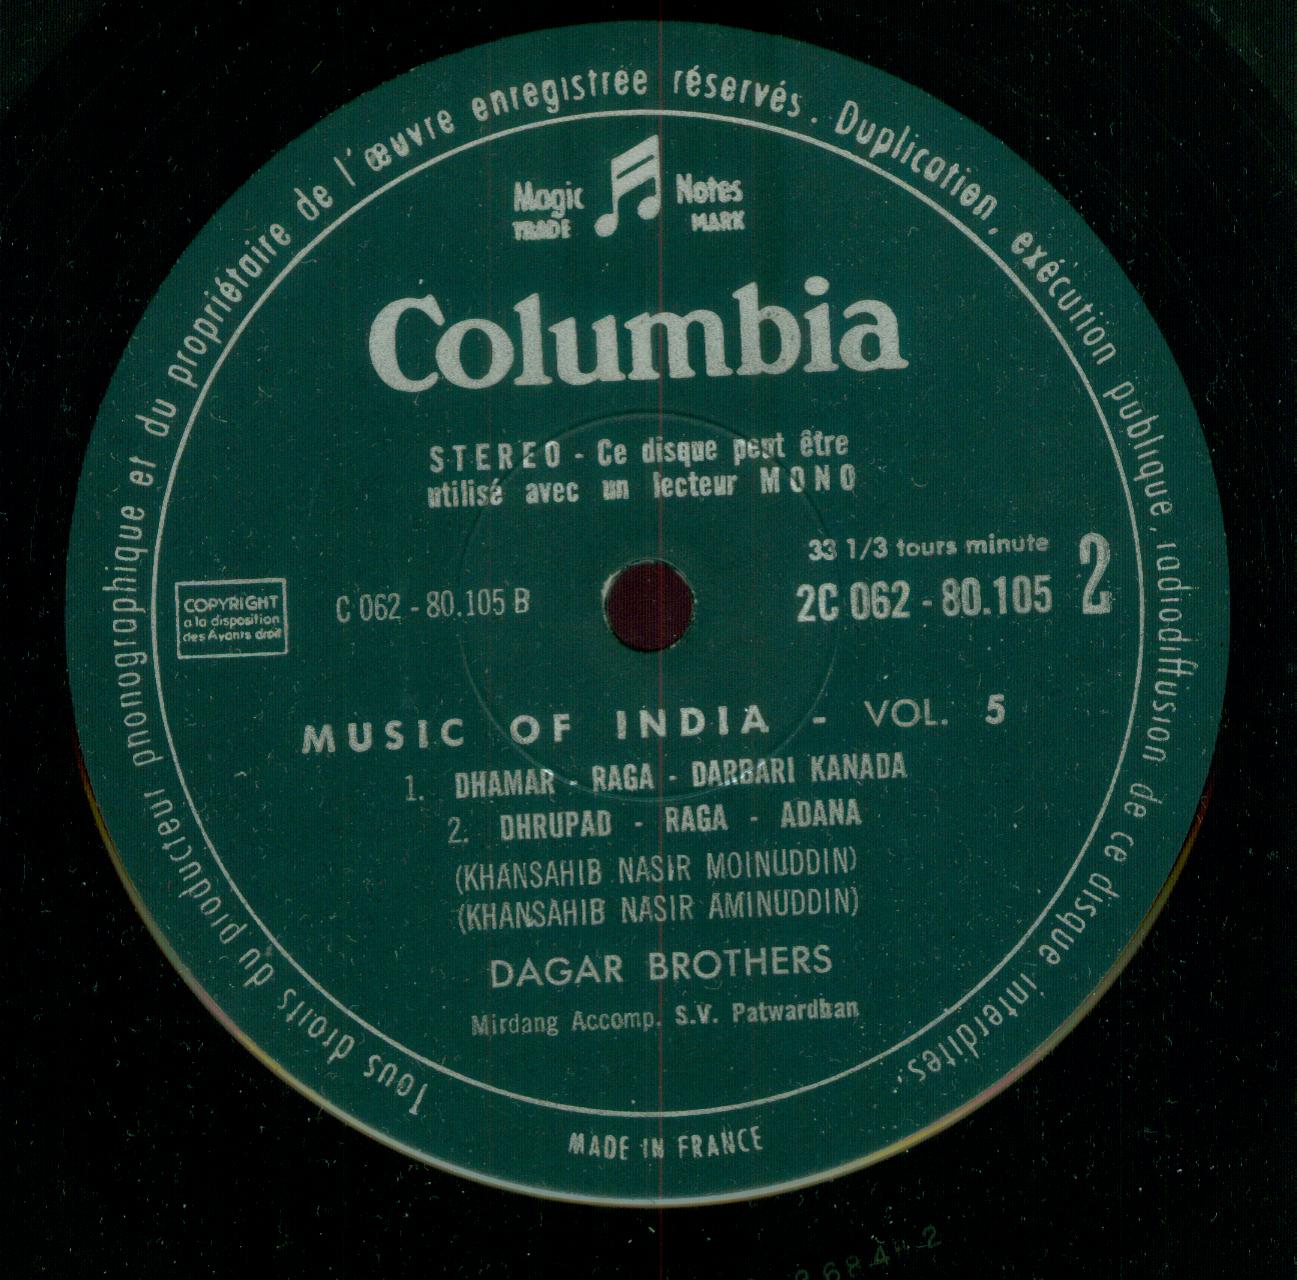 Tous droits du producteur phonographique et du propriétaire de l'œuvre enregistrée réservés. Duplication, exécution publique, radiodiffusion de ce disque interdites.
Magic Notes
TRADE MARK
Columbia
STEREO - Ce disque peut être
utilisé avec un lecteur MONO
33 1/3 tours minute
2
COPYRIGHT
a la disposition
des Ayants droit
C 062 - 80.105 B
2C 062 - 80.105
MUSIC OF INDIA - VOL. 5
1. DHAMAR - RAGA - DARBARI KANADA
2. DHRUPAD - RAGA - ADANA
(KHANSAHIB NASIR MOINUDDIN)
(KHANSAHIB NASIR AMINUDDIN)
DAGAR BROTHERS
Mirdang Accomp. S.V. Patwardhan
MADE IN FRANCE